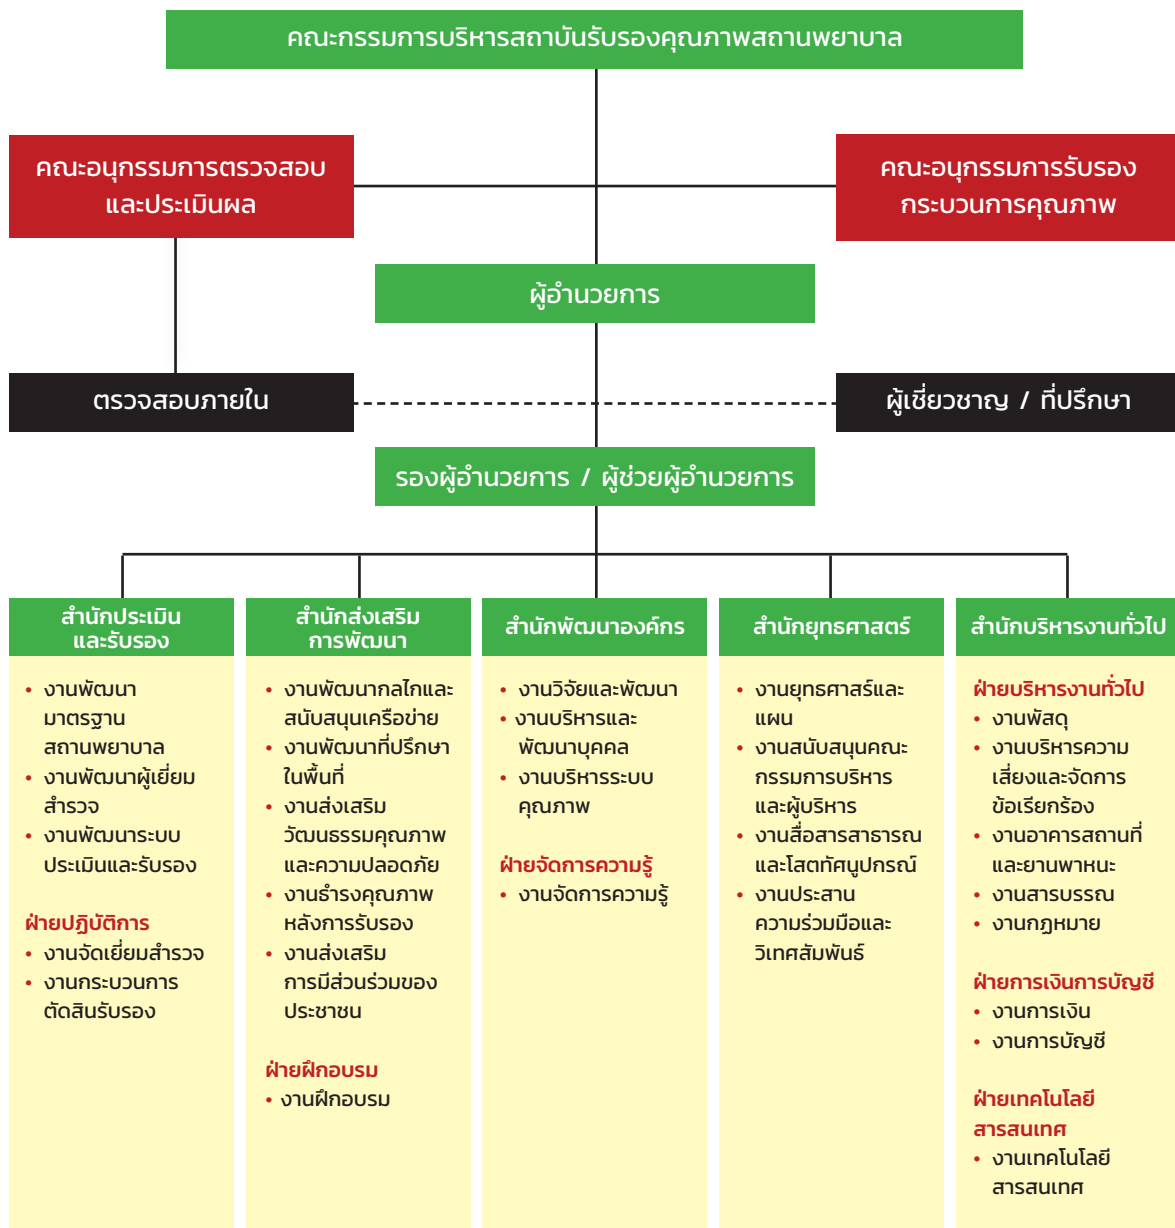 คณะกรรมการบริหารสถาบันรับรองคุณภาพสถานพยาบาล
คณะอนุกรรมการตรวจสอบ
และประเมินผล
คณะอนุกรรมการรับรอง
กระบวนการคุณภาพ
ผู้อำนวยการ
ตรวจสอบภายใน
ผู้เชี่ยวชาญ / ที่ปรึกษา
รองผู้อำนวยการ / ผู้ช่วยผู้อำนวยการ
สำนักประเมิน
และรับรอง
• งานพัฒนา
มาตรฐาน
สถานพยาบาล
• งานพัฒนาผู้เยี่ยม
สำรวจ
• งานพัฒนาระบบ
ประเมินและรับรอง
ฝ่ายปฏิบัติการ
• งานจัดเยี่ยมสำรวจ
• งานกระบวนการ
ตัดสินรับรอง
สำนักส่งเสริม
การพัฒนา
• งานพัฒนากลไกและ
สนับสนุนเครือข่าย
• งานพัฒนาที่ปรึกษา
ในพื้นที่
• งานส่งเสริม
วัฒนธรรมคุณภาพ
และความปลอดภัย
• งานธำรงคุณภาพ
หลังการรับรอง
• งานส่งเสริม
การมีส่วนร่วมของ
ประชาชน
ฝ่ายฝึกอบรม
• งานฝึกอบรม
สำนักพัฒนาองค์กร
• งานวิจัยและพัฒนา
• งานบริหารและ
พัฒนาบุคคล
• งานบริหารระบบ
คุณภาพ
ฝ่ายจัดการความรู้
• งานจัดการความรู้
สำนักยุทธศาสตร์
• งานยุทธศาสร์และ
แผน
• งานสนับสนุนคณะ
กรรมการบริหาร
และผู้บริหาร
• งานสื่อสารสาธารณ
และโสตทัศนูปกรณ์
• งานประสาน
ความร่วมมือและ
วิเทศสัมพันธ์
สำนักบริหารงานทั่วไป
ฝ่ายบริหารงานทั่วไป
• งานพัสดุ
• งานบริหารความ
เสี่ยงและจัดการ
ข้อเรียกร้อง
• งานอาคารสถานที่
และยานพาหนะ
• งานสารบรรณ
• งานกฎหมาย
ฝ่ายการเงินการบัญชี
• งานการเงิน
• งานการบัญชี
ฝ่ายเทคโนโลยี
สารสนเทศ
• งานเทคโนโลยี
สารสนเทศ